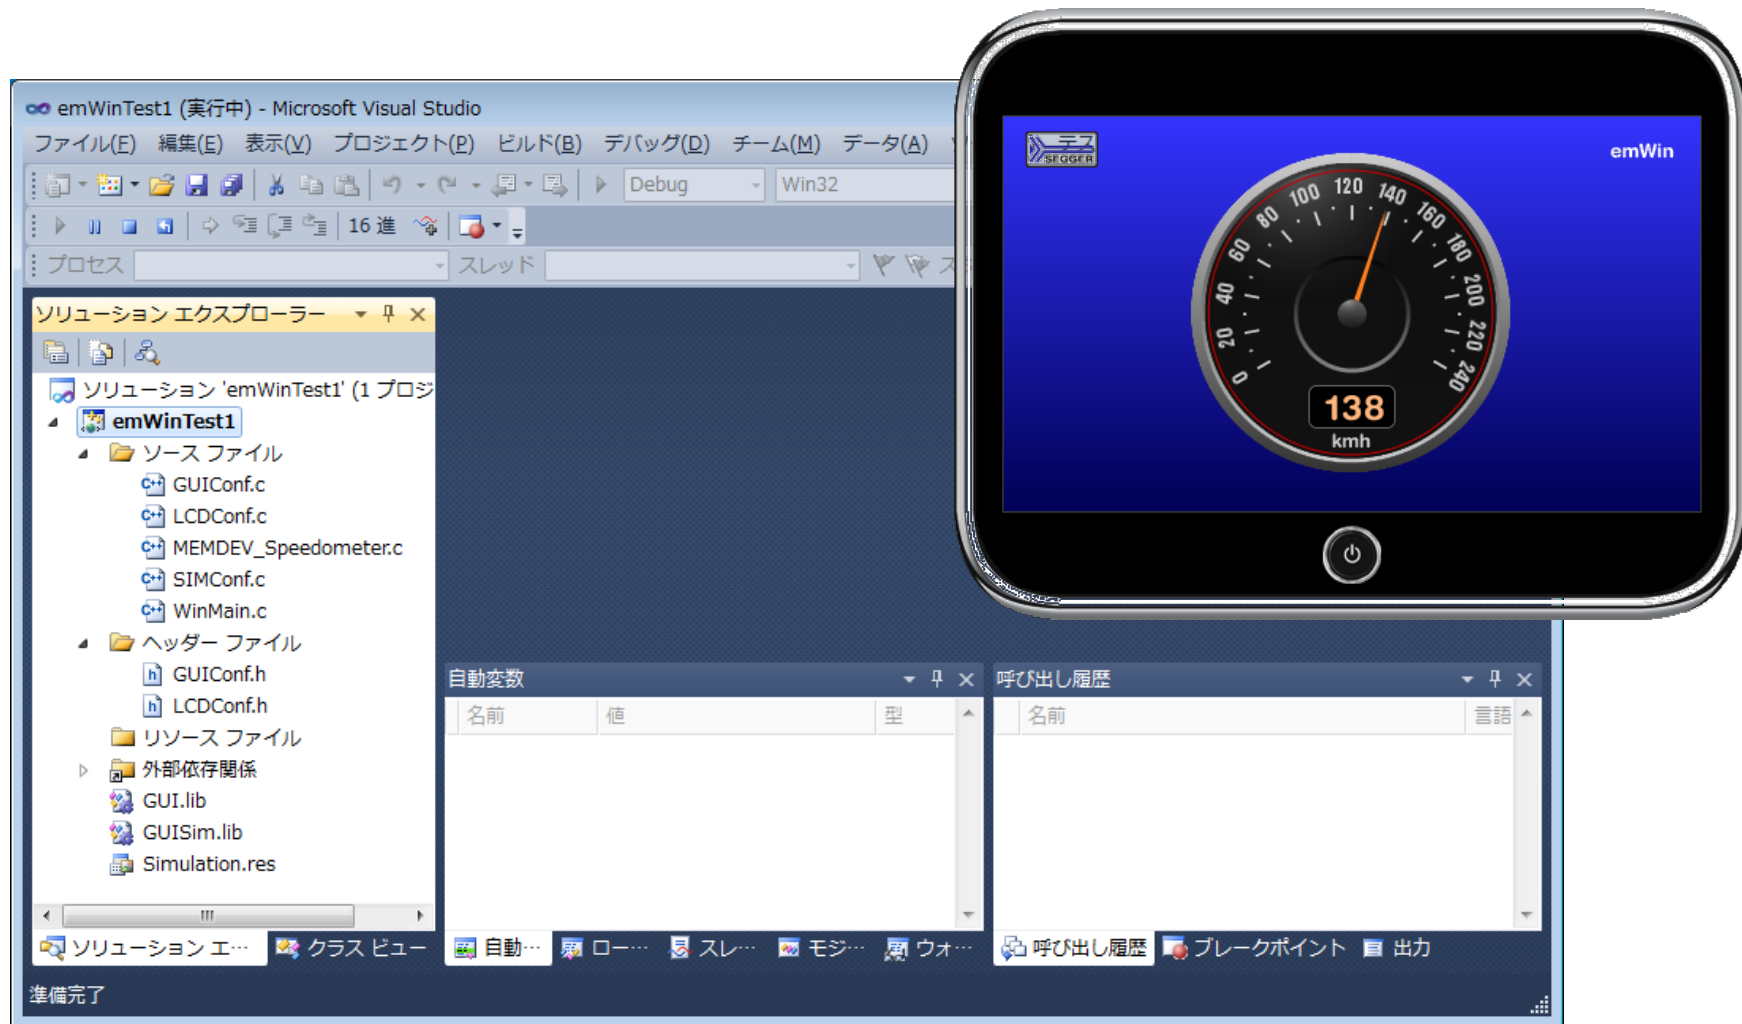 emWinTest1 (実行中) - Microsoft Visual Studio
ファイル(F) 編集(E) 表示(V) プロジェクト(P) ビルド(B) デバッグ(D) チーム(M) データ(A)
Debug Win32
16 進
プロセス スレッド
ソリューション エクスプローラー
ソリューション 'emWinTest1' (1 プロジ
emWinTest1
ソース ファイル
GUIConf.c
LCDConf.c
MEMDEV_Speedometer.c
SIMConf.c
WinMain.c
ヘッダー ファイル
GUIConf.h
LCDConf.h
リソース ファイル
外部依存関係
GUI.lib
GUISim.lib
Simulation.res
ソリューション エ… クラス ビュー
自動変数
名前 値 型
自動… ロー… スレ… モジ… ウォ…
呼び出し履歴
名前 言語
呼び出し履歴 ブレークポイント 出力
準備完了
テス
SEGGER
emWin
0 20 40 60 80 100 120 140 160 180 200 220 240
138
kmh